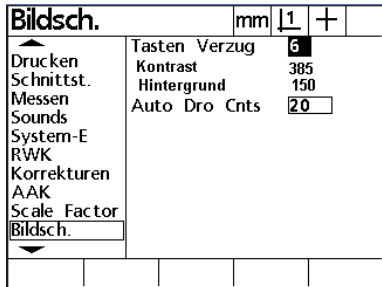 Bildsch. mm 1
Drucken
Schnittst.
Messen
Sounds
System-E
RWK
Korrekturen
AAK
Scale Factor
Bildsch.
Tasten Verzug 6
Kontrast 385
Hintergrund 150
Auto Dro Cnts 20